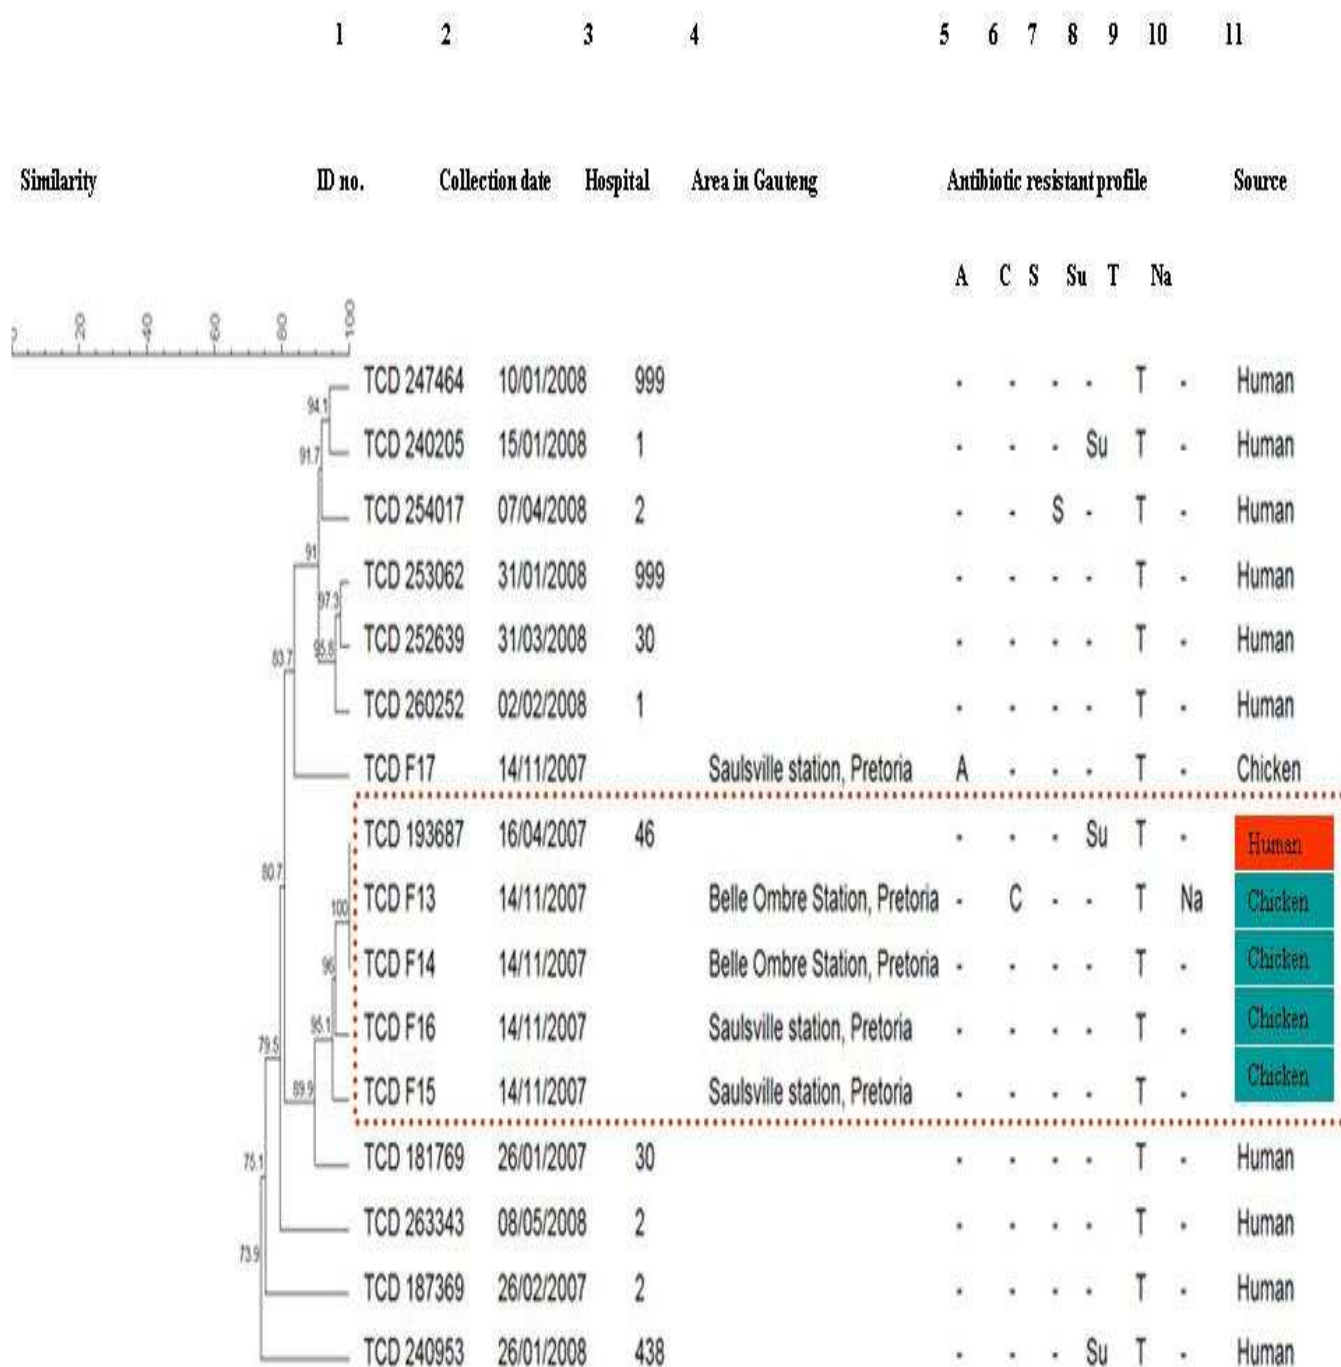 1 2 3 4 5 6 7 8 9 10 11
Similarity ID no. Collection date Hospital Area in Gauteng Antibiotic resistant profile Source
A C S Su T Na
0 20 40 60 80 100
TCD 247464 10/01/2008 999 - - - - T - Human
94.1
TCD 240205 15/01/2008 1 - - - Su T - Human
91.7
TCD 254017 07/04/2008 2 - - S - T - Human
91
TCD 253062 31/01/2008 999 - - - - T - Human
97.3
TCD 252639 31/03/2008 30 - - - - T - Human
95.8
83.7
TCD 260252 02/02/2008 1 - - - - T - Human
TCD F17 14/11/2007 Saulsville station, Pretoria A - - - T - Chicken
TCD 193687 16/04/2007 46 - - - Su T - Human
80.7
TCD F13 14/11/2007 Belle Ombre Station, Pretoria - C - - T Na Chicken
100
TCD F14 14/11/2007 Belle Ombre Station, Pretoria - - - - T - Chicken
96
TCD F16 14/11/2007 Saulsville station, Pretoria - - - - T - Chicken
95.1
79.5
TCD F15 14/11/2007 Saulsville station, Pretoria - - - - T - Chicken
89.9
TCD 181769 26/01/2007 30 - - - - T - Human
75.1
TCD 263343 08/05/2008 2 - - - - T - Human
73.9
TCD 187369 26/02/2007 2 - - - - T - Human
TCD 240953 26/01/2008 438 - - - Su T - Human